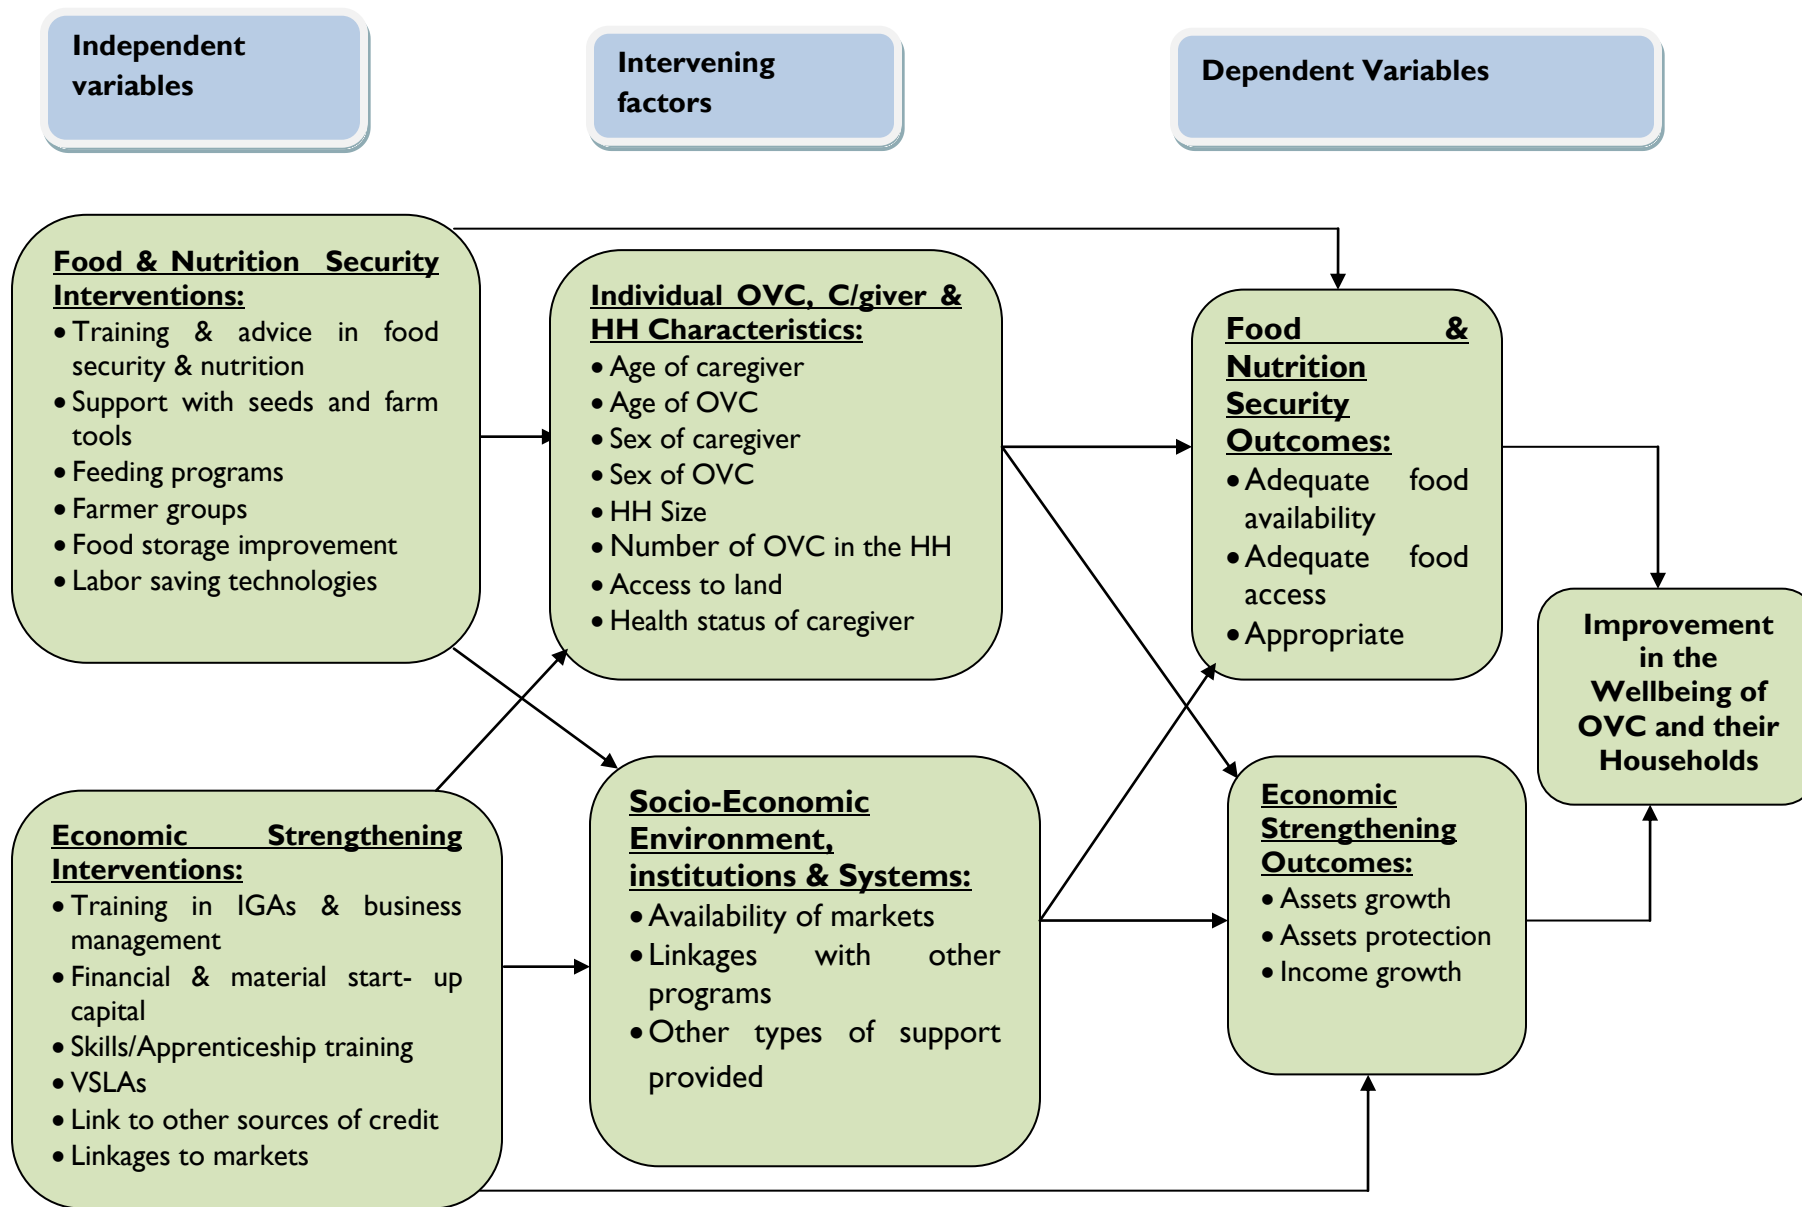 Independent
variables
Intervening
factors
Dependent Variables
Food & Nutrition Security
Interventions:
• Training & advice in food
security & nutrition
• Support with seeds and farm
tools
• Feeding programs
• Farmer groups
• Food storage improvement
• Labor saving technologies
Economic Strengthening
Interventions:
• Training in IGAs & business
management
• Financial & material start- up
capital
• Skills/Apprenticeship training
• VSLAs
• Link to other sources of credit
• Linkages to markets
Individual OVC, C/giver &
HH Characteristics:
• Age of caregiver
• Age of OVC
• Sex of caregiver
• Sex of OVC
• HH Size
• Number of OVC in the HH
• Access to land
• Health status of caregiver
Socio-Economic
Environment,
institutions & Systems:
• Availability of markets
• Linkages with other
programs
• Other types of support
provided
Food &
Nutrition
Security
Outcomes:
• Adequate food
availability
• Adequate food
access
• Appropriate
Economic
Strengthening
Outcomes:
• Assets growth
• Assets protection
• Income growth
Improvement
in the
Wellbeing of
OVC and their
Households